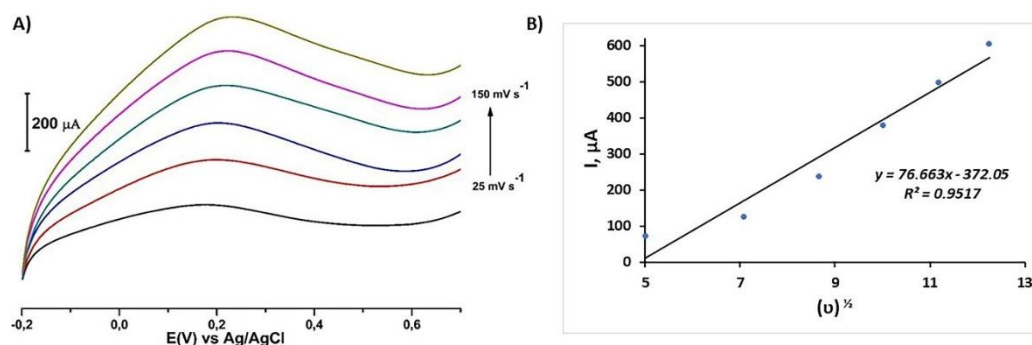 A)
200 µA
150 mV s⁻¹
25 mV s⁻¹
-0,2 0,0 0,2 0,4 0,6
E(V) vs Ag/AgCl
B)
600
500
400
300
200
100
0
I, µA
y = 76.663x - 372.05
R² = 0.9517
5 7 9 11 13
(υ) ½